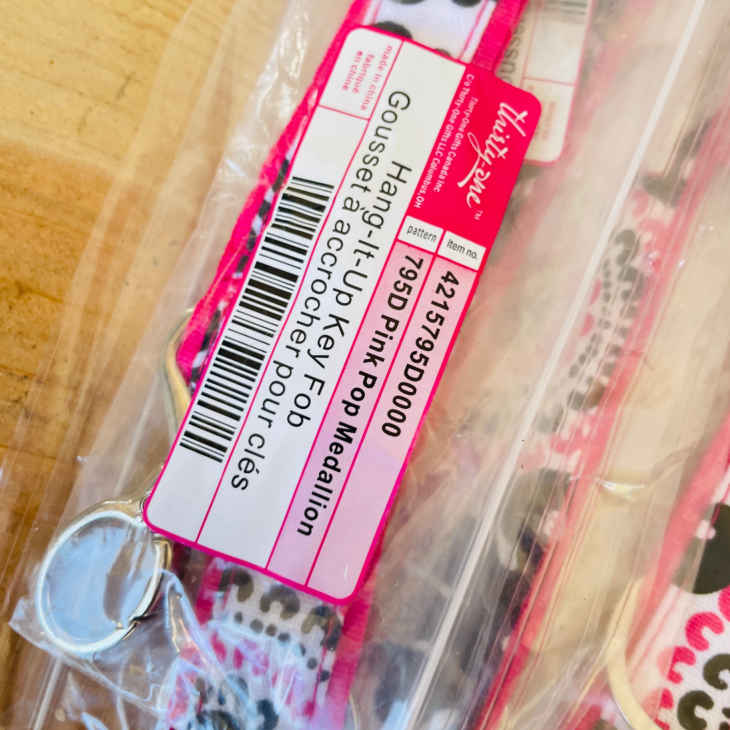 thirty-one™
Thirty-One Gifts Canada Inc.
C'o Thirty-One Gifts LLC Columbus, OH
made in china
fabriqué
en chine
item no.
4215795D0000
pattern
795D Pink Pop Medallion
Hang-It-Up Key Fob
Gousset à accrocher pour clés